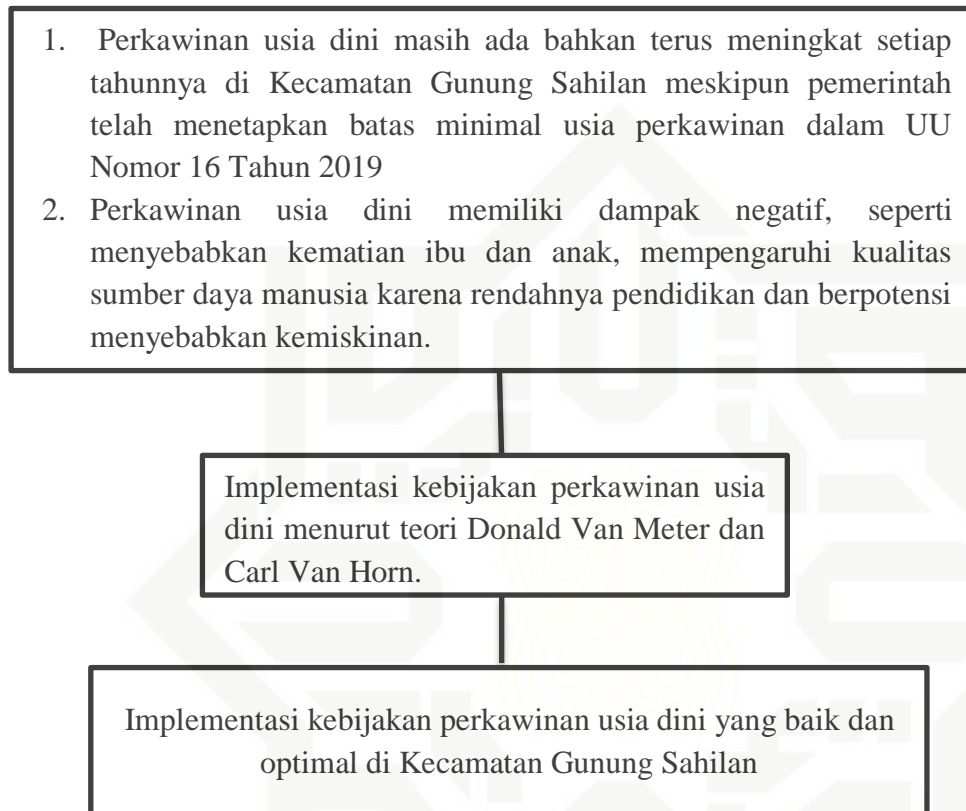 1. Perkawinan usia dini masih ada bahkan terus meningkat setiap
tahunnya di Kecamatan Gunung Sahilan meskipun pemerintah
telah menetapkan batas minimal usia perkawinan dalam UU
Nomor 16 Tahun 2019
2. Perkawinan usia dini memiliki dampak negatif, seperti
menyebabkan kematian ibu dan anak, mempengaruhi kualitas
sumber daya manusia karena rendahnya pendidikan dan berpotensi
menyebabkan kemiskinan.
Implementasi kebijakan perkawinan usia
dini menurut teori Donald Van Meter dan
Carl Van Horn.
Implementasi kebijakan perkawinan usia dini yang baik dan
optimal di Kecamatan Gunung Sahilan